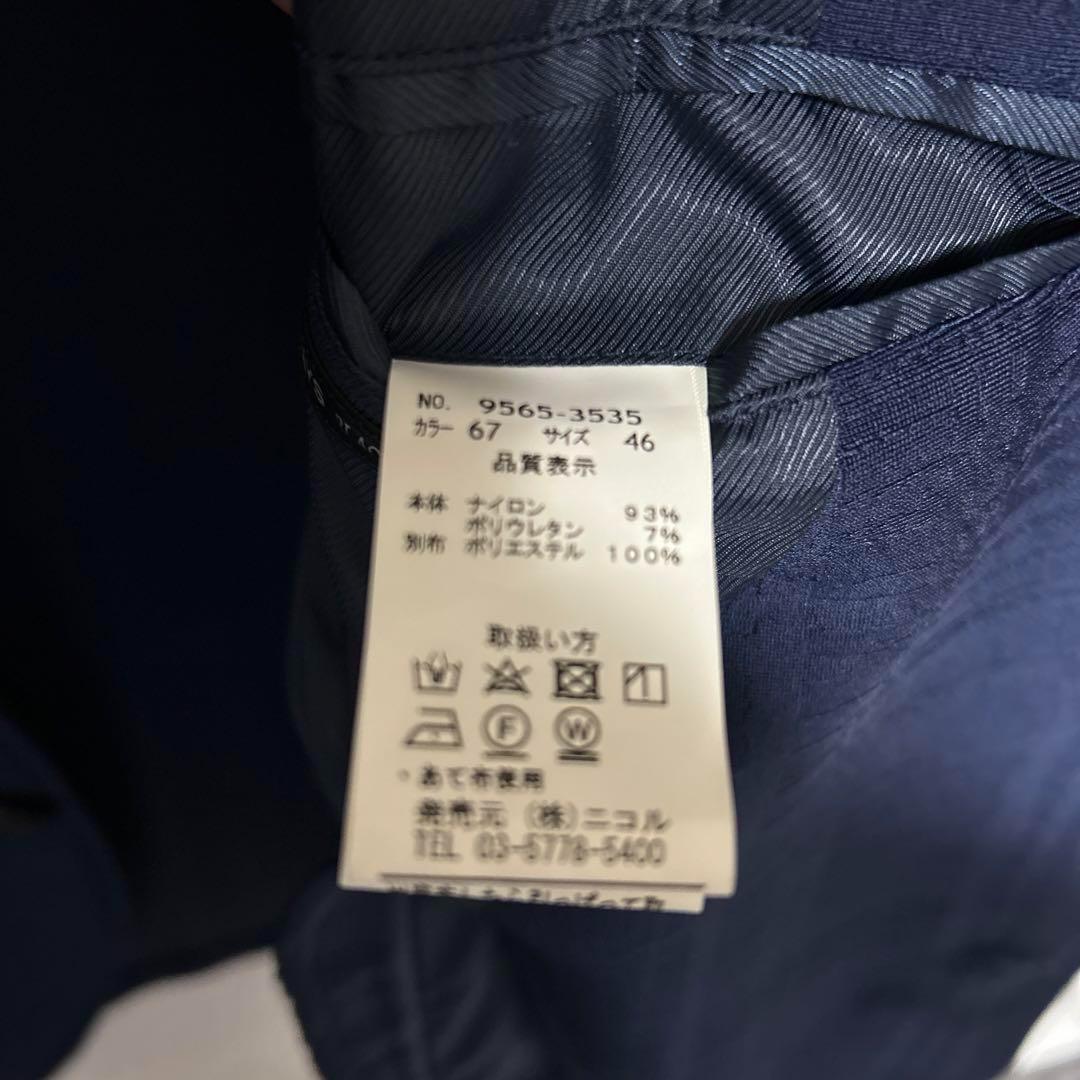 NO. 9565-3535
カラー 67 サイズ 46
品質表示
本体 ナイロン 93%
ポリウレタン 7%
別布 ポリエステル 100%
取扱い方
F W
・あて布使用
発売元 (株)ニコル
TEL 03-5778-5400